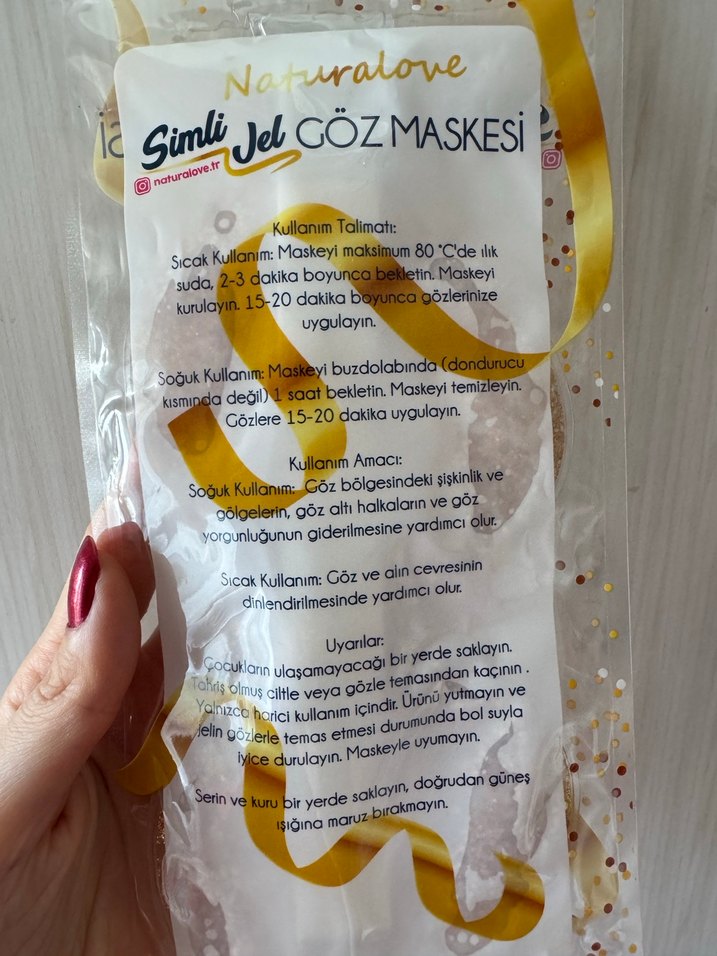 Naturalove
Simli Jel GÖZ MASKESİ
naturalove.tr
Kullanım Talimatı:
Sıcak Kullanım: Maskeyi maksimum 80 °C'de ılık
suda, 2-3 dakika boyunca bekletin. Maskeyi
kurulayın. 15-20 dakika boyunca gözlerinize
uygulayın.
Soğuk Kullanım: Maskeyi buzdolabında (dondurucu
kısmında değil) 1 saat bekletin. Maskeyi temizleyin.
Gözlere 15-20 dakika uygulayın.
Kullanım Amacı:
Soğuk Kullanım: Göz bölgesindeki şişkinlik ve
gölgelerin, göz altı halkaların ve göz
yorgunluğunun giderilmesine yardımcı olur.
Sıcak Kullanım: Göz ve alın cevresinin
dinlendirilmesinde yardımcı olur.
Uyarılar:
Çocukların ulaşamayacağı bir yerde saklayın.
Tahriş olmuş ciltle veya gözle temasından kaçının .
Yalnızca harici kullanım içindir. Ürünü yutmayın ve
Jelin gözlerle temas etmesi durumunda bol suyla
iyice durulayın. Maskeyle uyumayın.
Serin ve kuru bir yerde saklayın, doğrudan güneş
ışığına maruz bırakmayın.